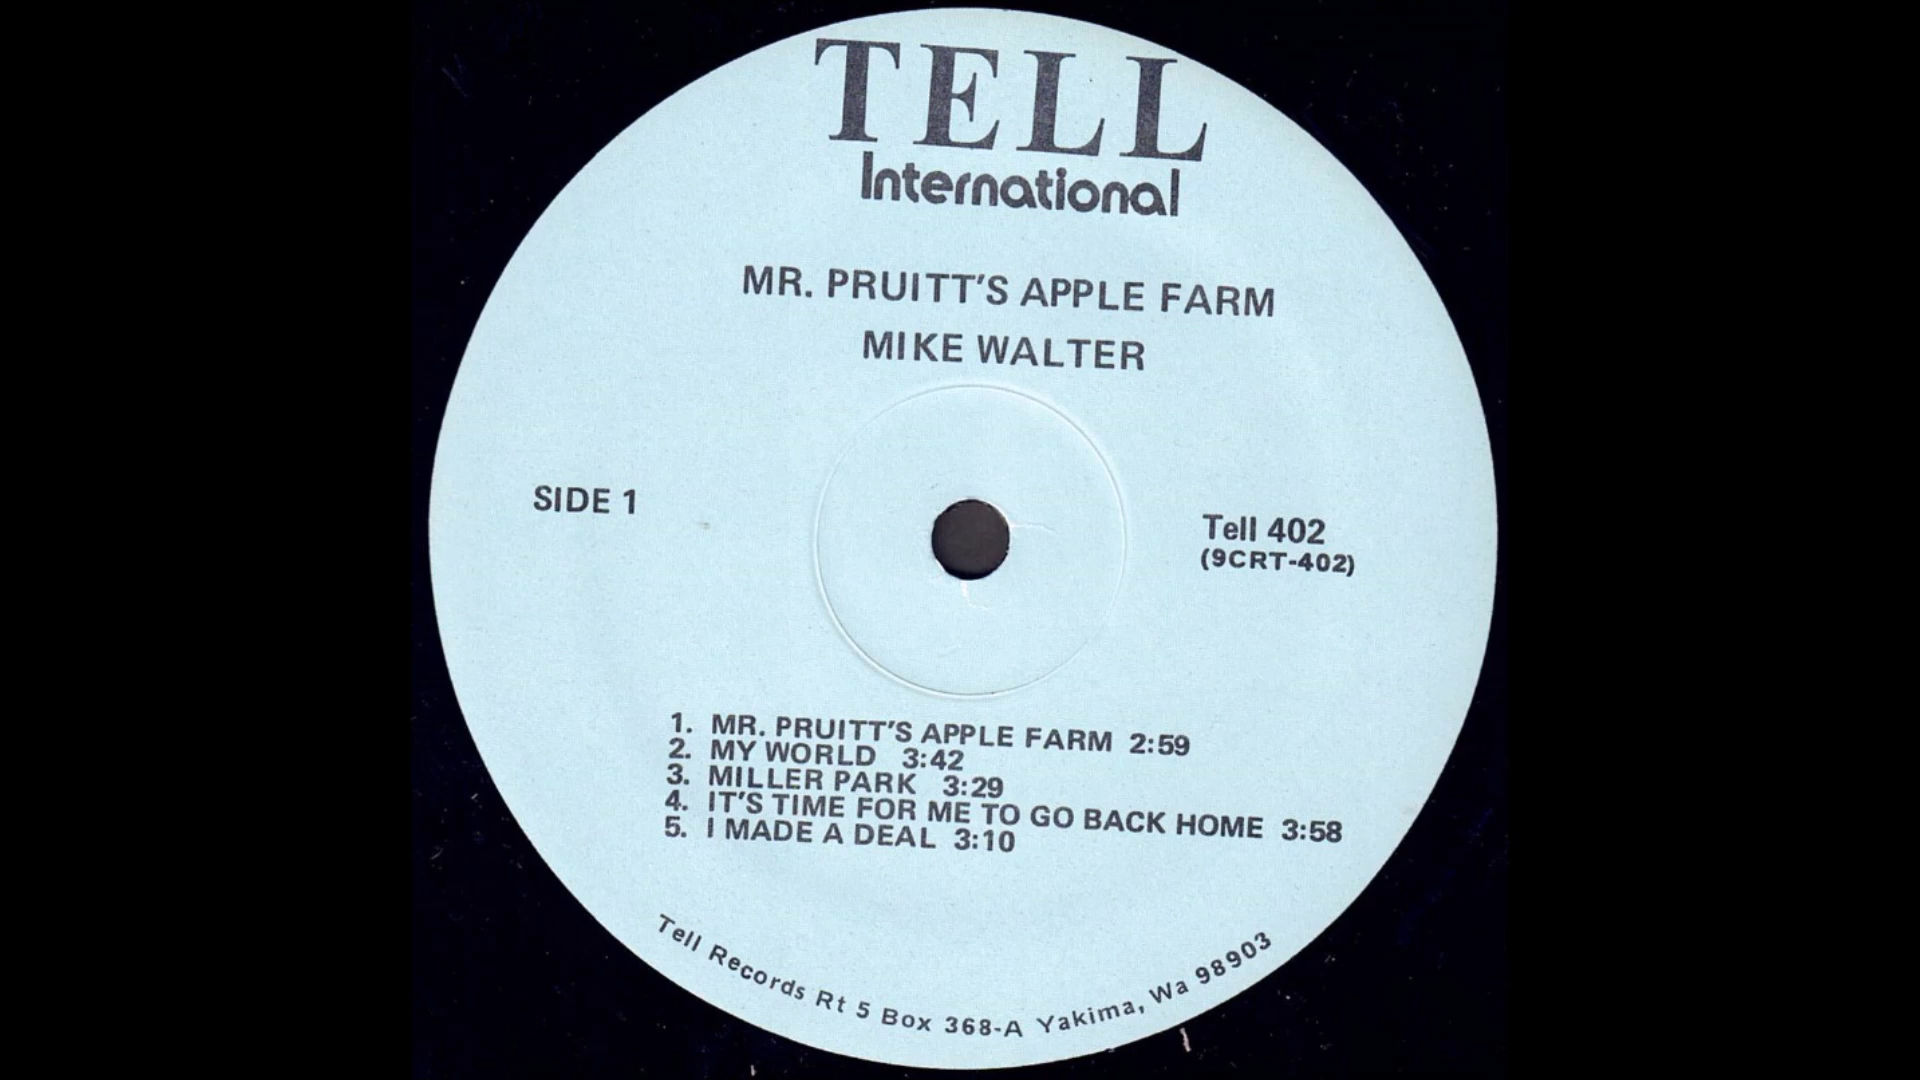 TELL
International
MR. PRUITT'S APPLE FARM
MIKE WALTER
SIDE 1
Tell 402
(9CRT-402)
1. MR. PRUITT'S APPLE FARM 2:59
2. MY WORLD 3:42
3. MILLER PARK 3:29
4. IT'S TIME FOR ME TO GO BACK HOME 3:58
5. I MADE A DEAL 3:10
Tell Records Rt 5 Box 368-A Yakima, Wa 98903